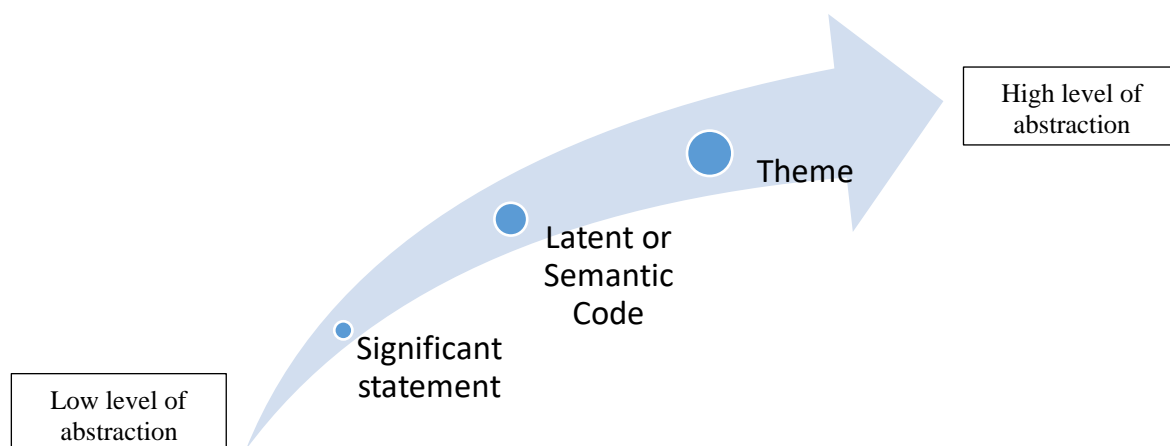 High level of
abstraction
Theme
Latent or
Semantic
Code
Significant
statement
Low level of
abstraction